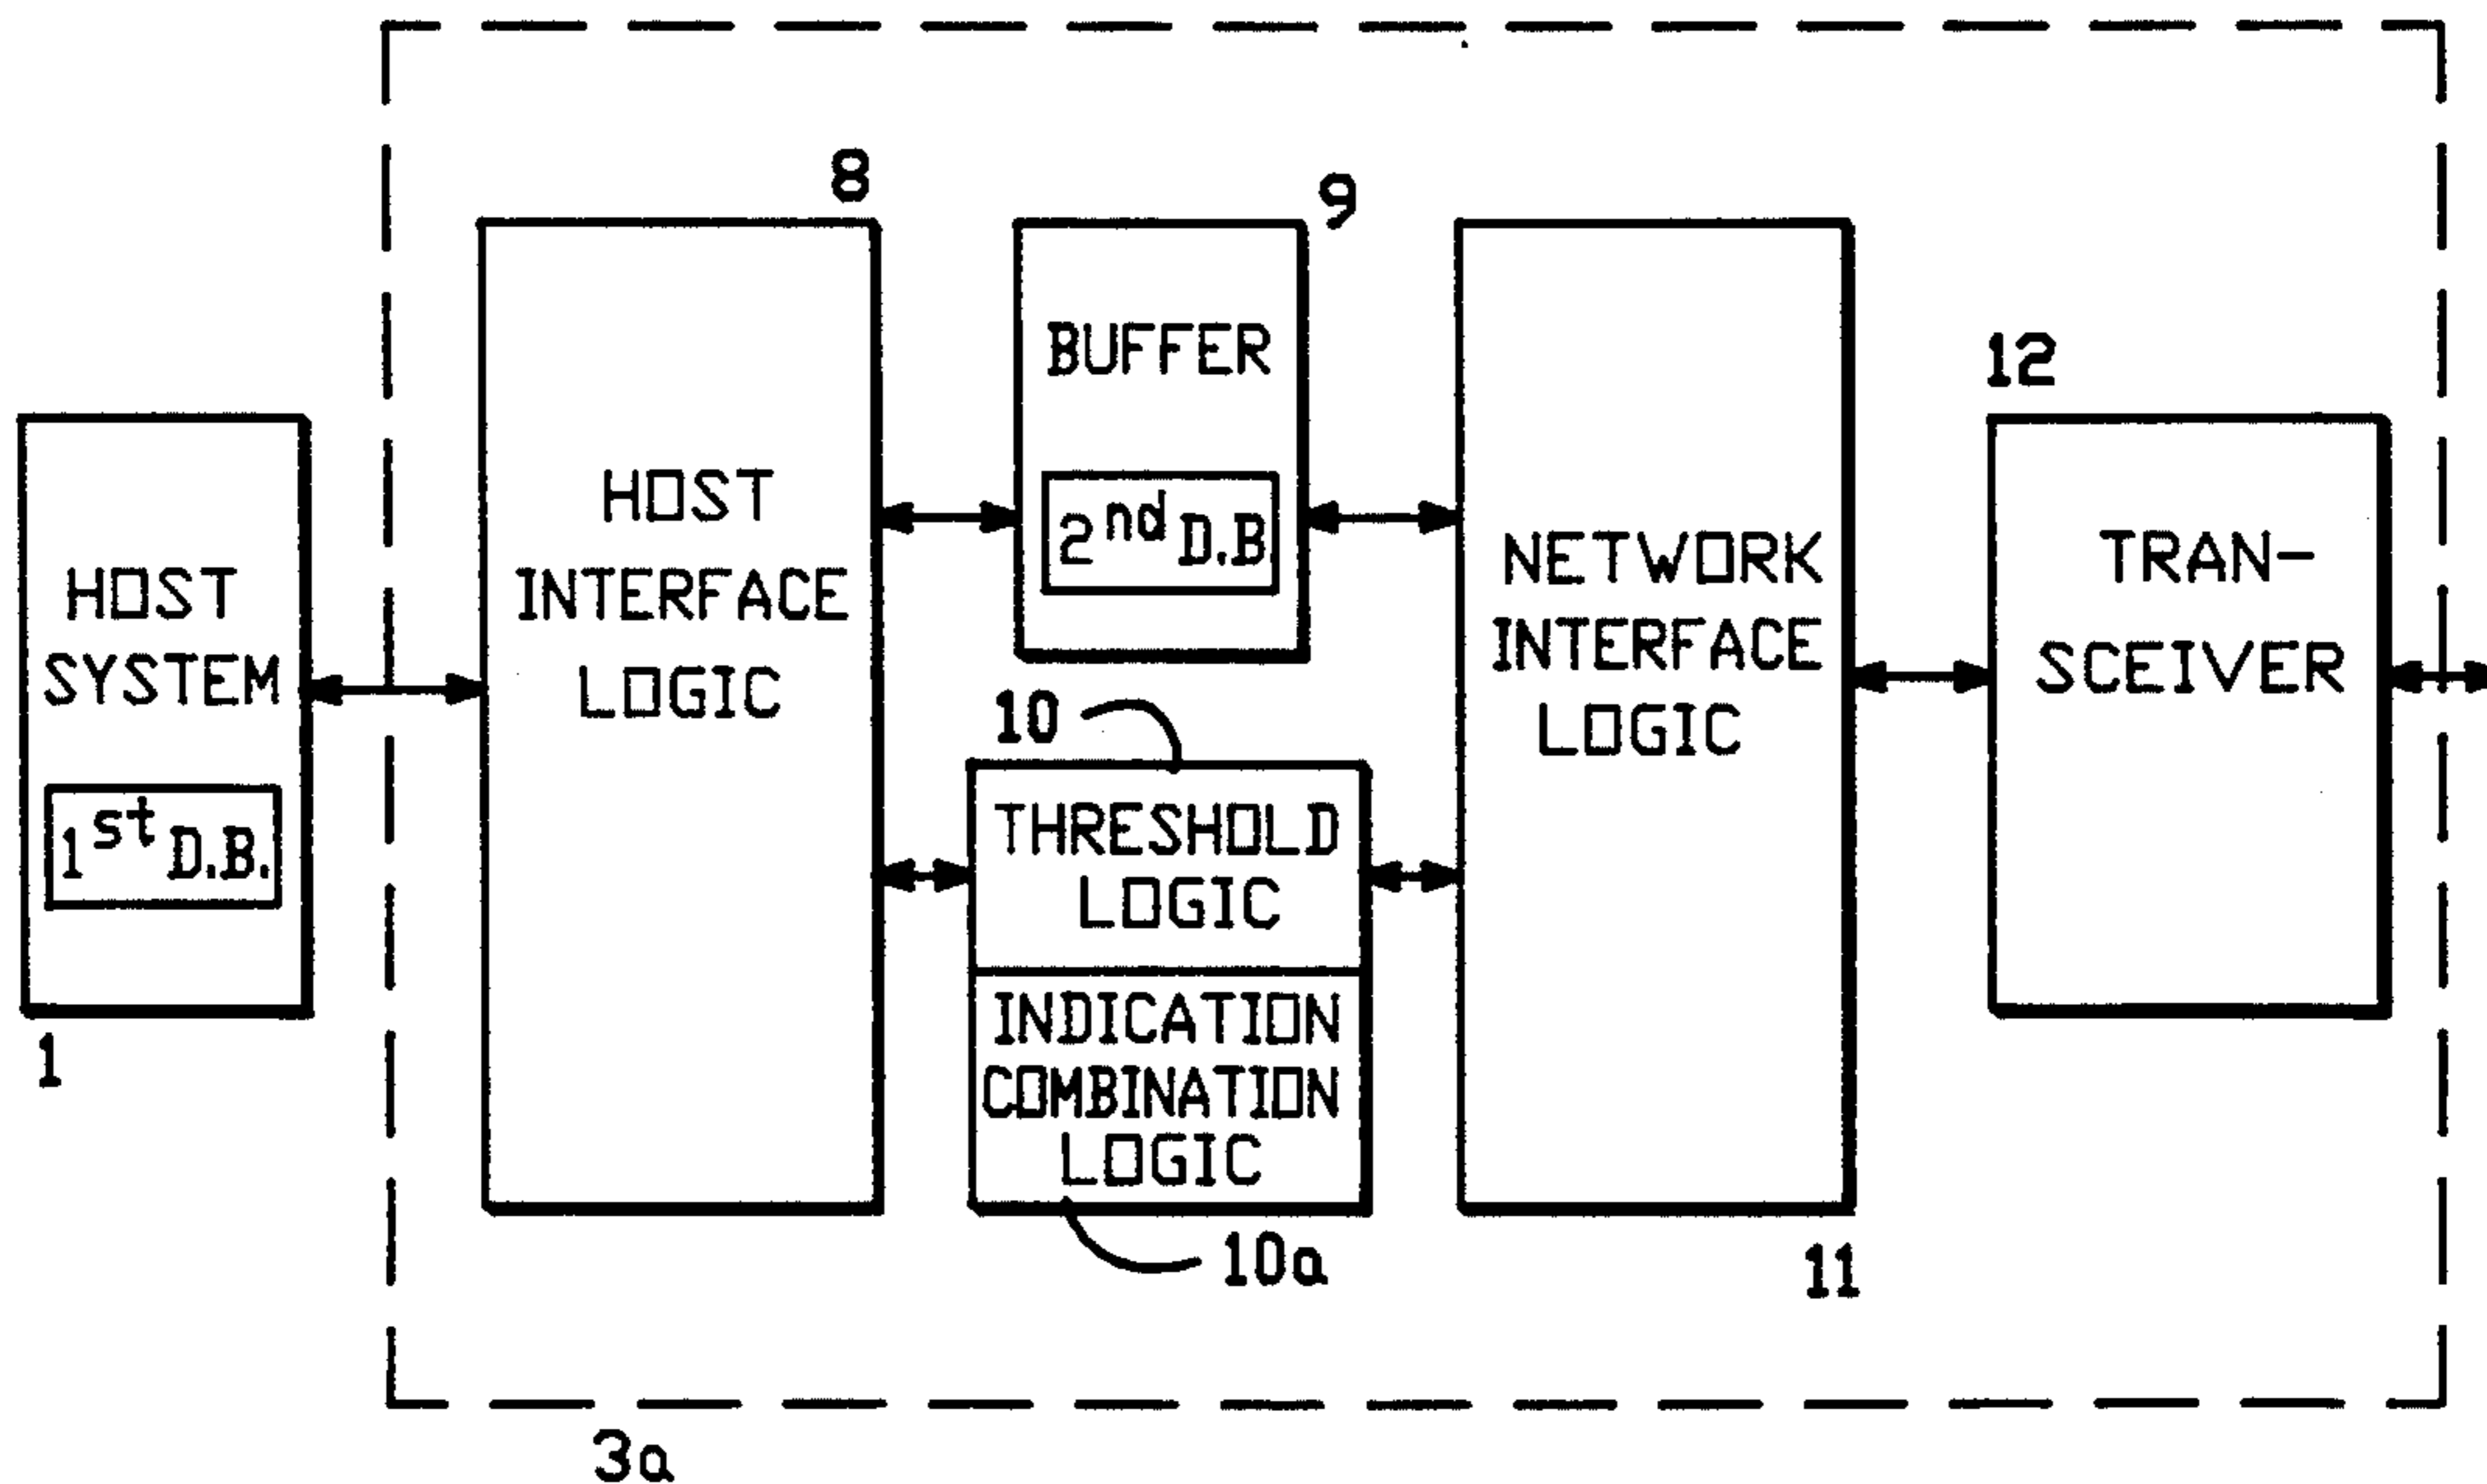 1
HOST
SYSTEM
1st D.B.
8
HOST
INTERFACE
LOGIC
9
BUFFER
2nd D.B
10
THRESHOLD
LOGIC
INDICATION
COMBINATION
LOGIC
10a
NETWORK
INTERFACE
LOGIC
11
12
TRAN-
SCEIVER
3a